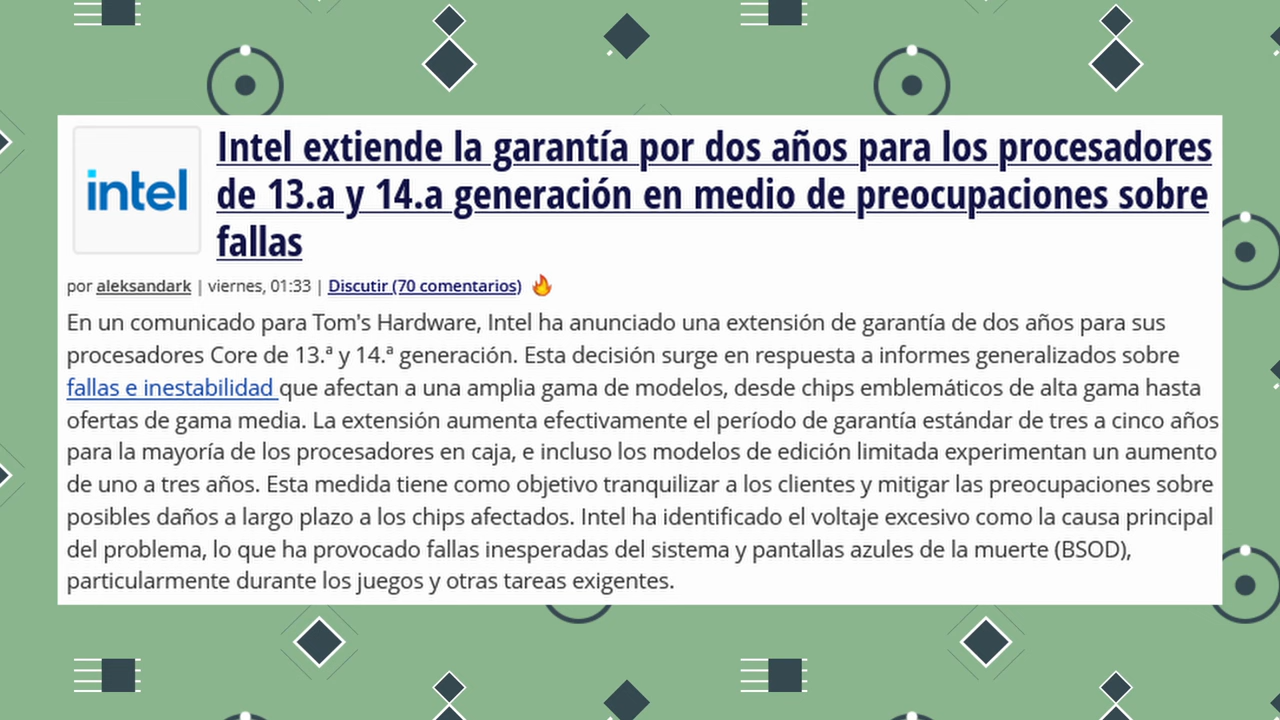 intel
Intel extiende la garantía por dos años para los procesadores
de 13.a y 14.a generación en medio de preocupaciones sobre
fallas
por aleksandark | viernes, 01:33 | Discutir (70 comentarios) 🔥
En un comunicado para Tom's Hardware, Intel ha anunciado una extensión de garantía de dos años para sus
procesadores Core de 13.ª y 14.ª generación. Esta decisión surge en respuesta a informes generalizados sobre
fallas e inestabilidad que afectan a una amplia gama de modelos, desde chips emblemáticos de alta gama hasta
ofertas de gama media. La extensión aumenta efectivamente el período de garantía estándar de tres a cinco años
para la mayoría de los procesadores en caja, e incluso los modelos de edición limitada experimentan un aumento
de uno a tres años. Esta medida tiene como objetivo tranquilizar a los clientes y mitigar las preocupaciones sobre
posibles daños a largo plazo a los chips afectados. Intel ha identificado el voltaje excesivo como la causa principal
del problema, lo que ha provocado fallas inesperadas del sistema y pantallas azules de la muerte (BSOD),
particularmente durante los juegos y otras tareas exigentes.